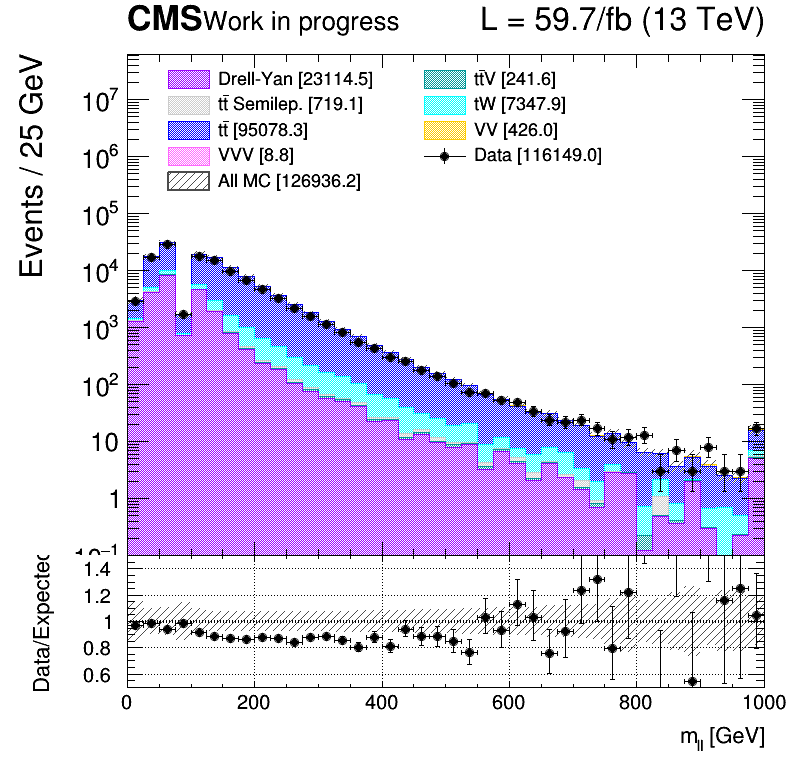 CMS Work in progress L = 59.7/fb (13 TeV)
Events / 25 GeV
Drell-Yan [23114.5] tt̄V [241.6]
tt̄ Semilep. [719.1] tW [7347.9]
tt̄ [95078.3] VV [426.0]
VVV [8.8] Data [116149.0]
All MC [126936.2]
10⁷
10⁶
10⁵
10⁴
10³
10²
10
1
10⁻¹
Data/Expected
1.4
1.2
1
0.8
0.6
0 200 400 600 800 1000
m_ll [GeV]